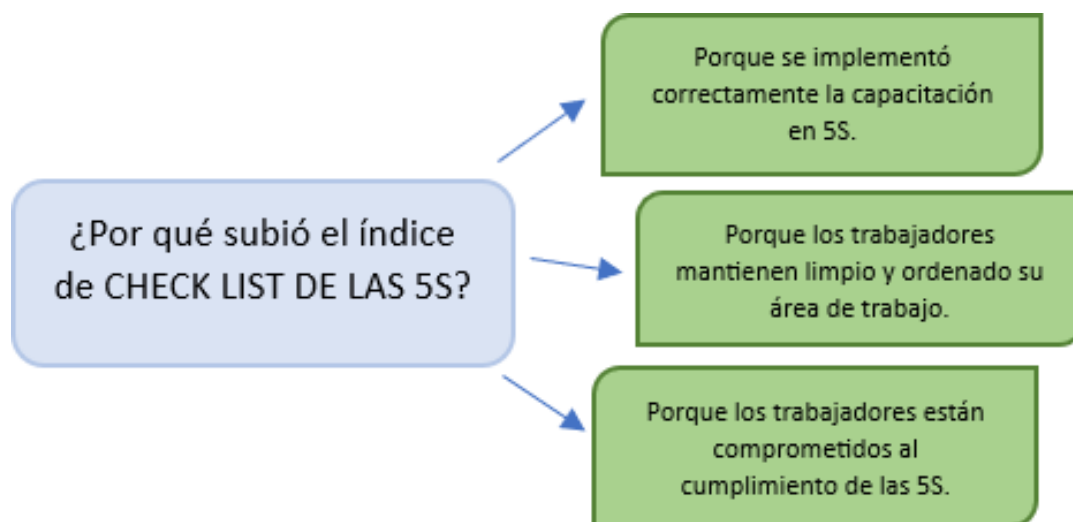 ¿Por qué subió el índice
de CHECK LIST DE LAS 5S?
Porque se implementó
correctamente la capacitación
en 5S.
Porque los trabajadores
mantienen limpio y ordenado su
área de trabajo.
Porque los trabajadores están
comprometidos al
cumplimiento de las 5S.